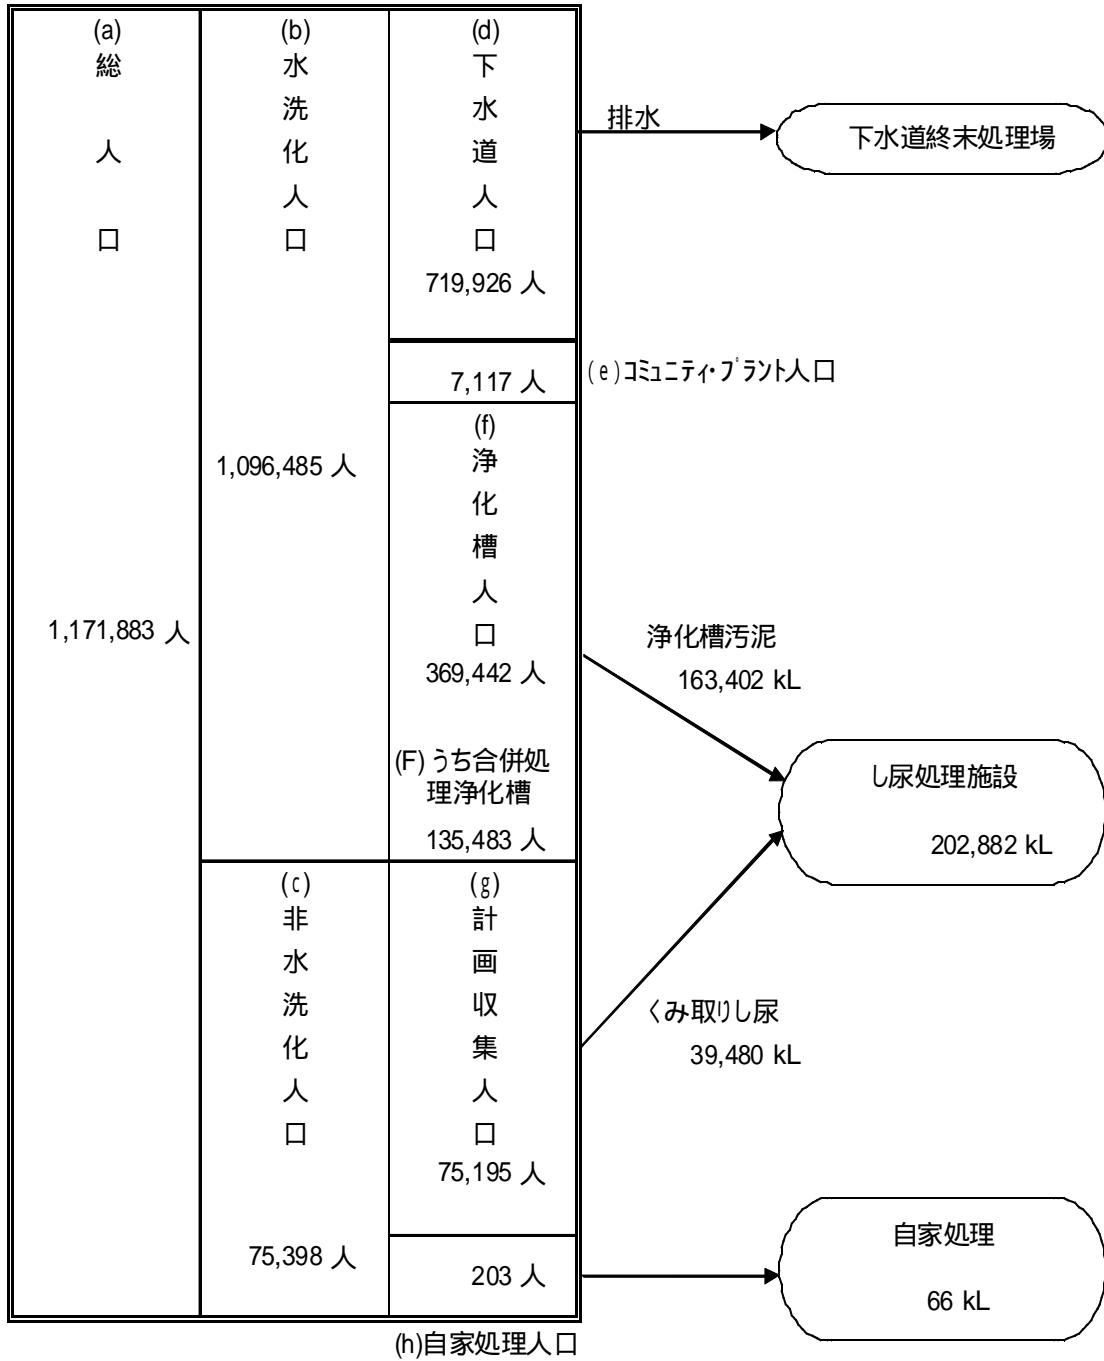 (a)
総人口
1,171,883 人
(b)
水洗化人口
1,096,485 人
(c)
非水洗化人口
75,398 人
(d)
下水道人口
719,926 人
7,117 人
(e)コミュニティ・プラント人口
(f)
浄化槽人口
369,442 人
(F)うち合併処
理浄化槽
135,483 人
(g)
計画収集人口
75,195 人
203 人
(h)自家処理人口
排水
下水道終末処理場
浄化槽汚泥
163,402 kL
し尿処理施設
202,882 kL
くみ取りし尿
39,480 kL
自家処理
66 kL